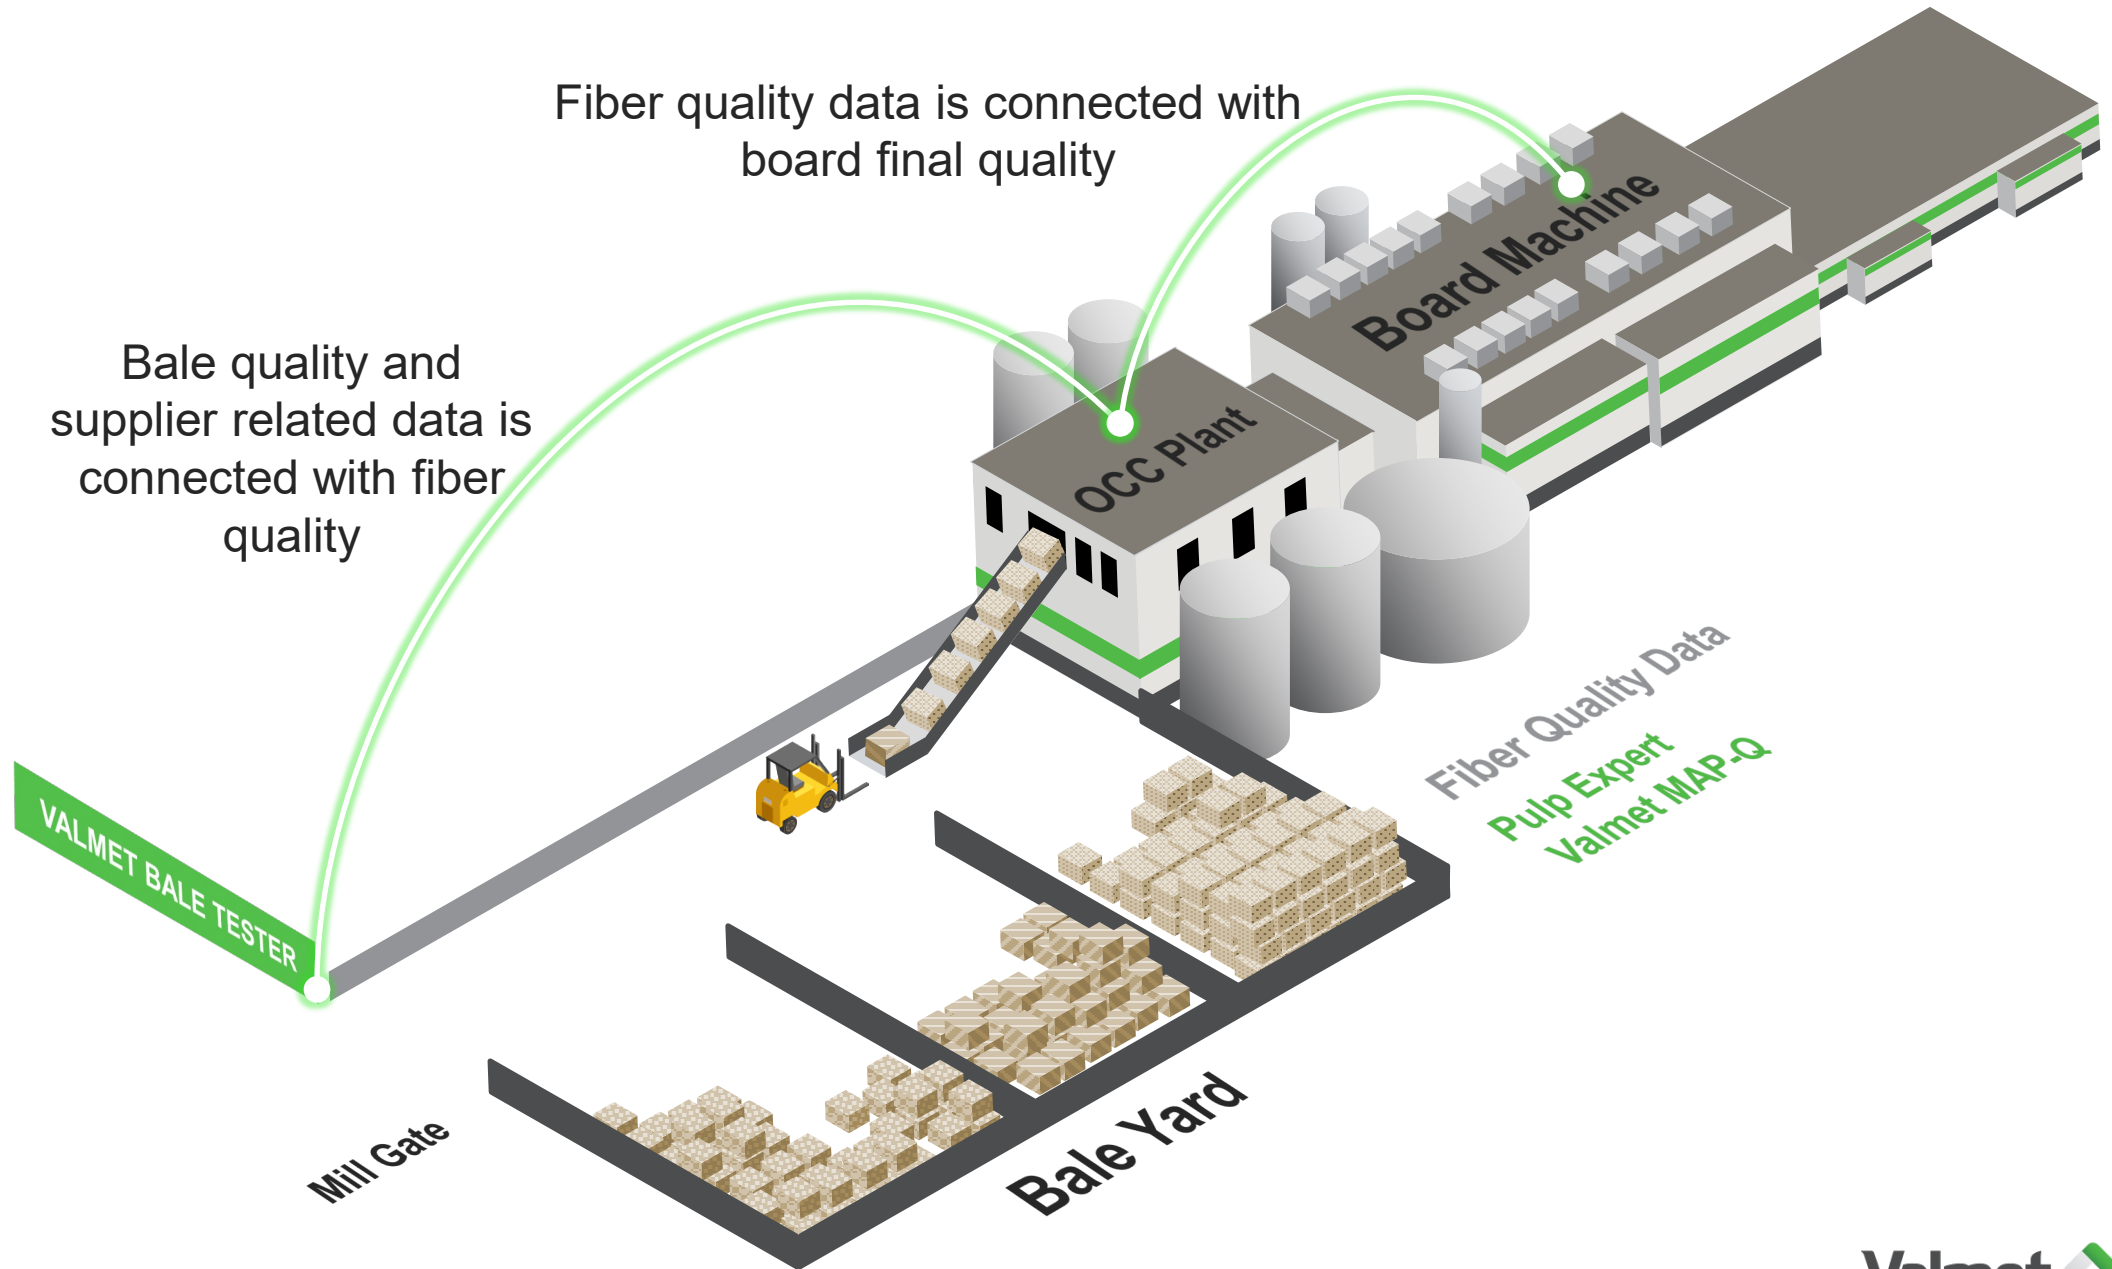 Fiber quality data is connected with
board final quality
Bale quality and
supplier related data is
connected with fiber
quality
Board Machine
OCC Plant
Fiber Quality Data
Pulp Expert
Valmet MAP-Q
VALMET BALE TESTER
Mill Gate
Bale Yard
Valmet